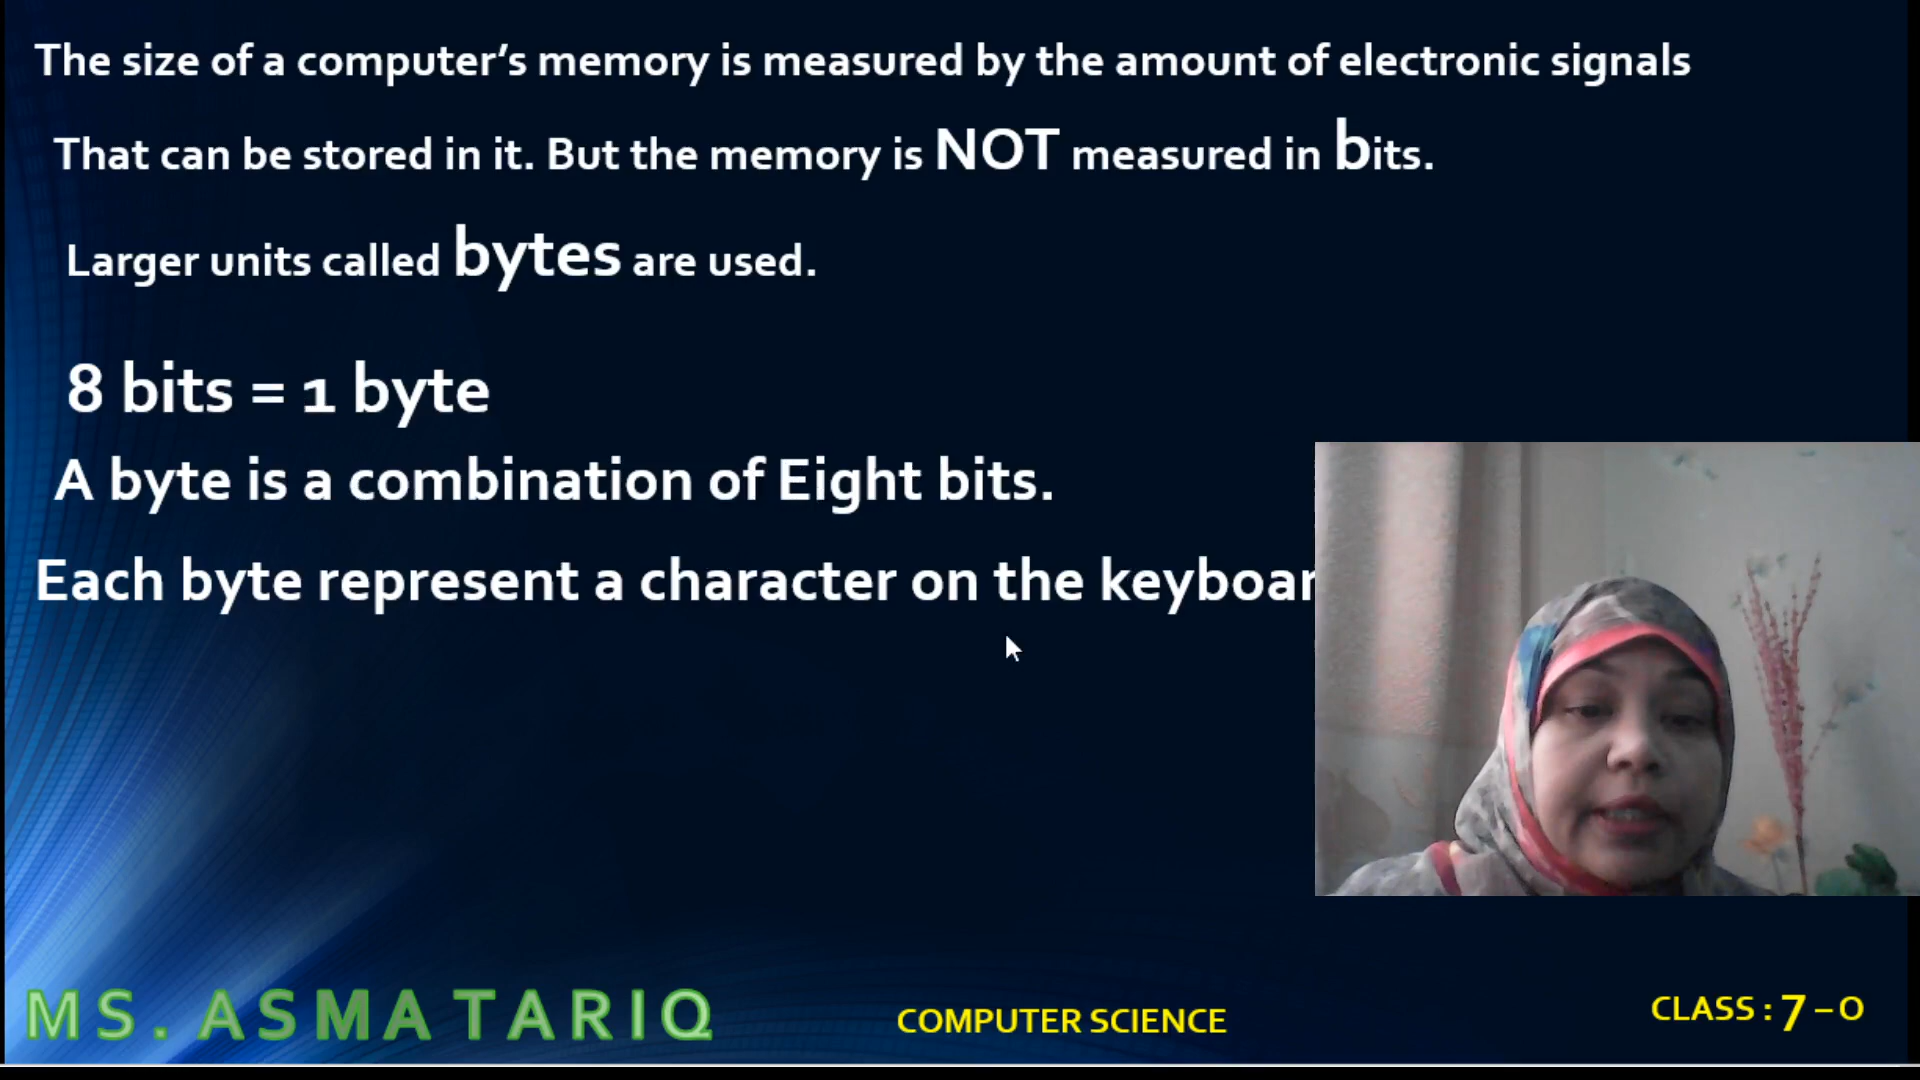 The size of a computer’s memory is measured by the amount of electronic signals
That can be stored in it. But the memory is NOT measured in bits.
Larger units called bytes are used.
8 bits = 1 byte
A byte is a combination of Eight bits.
Each byte represent a character on the keyboar
MS. ASMA TARIQ
COMPUTER SCIENCE
CLASS : 7 – O